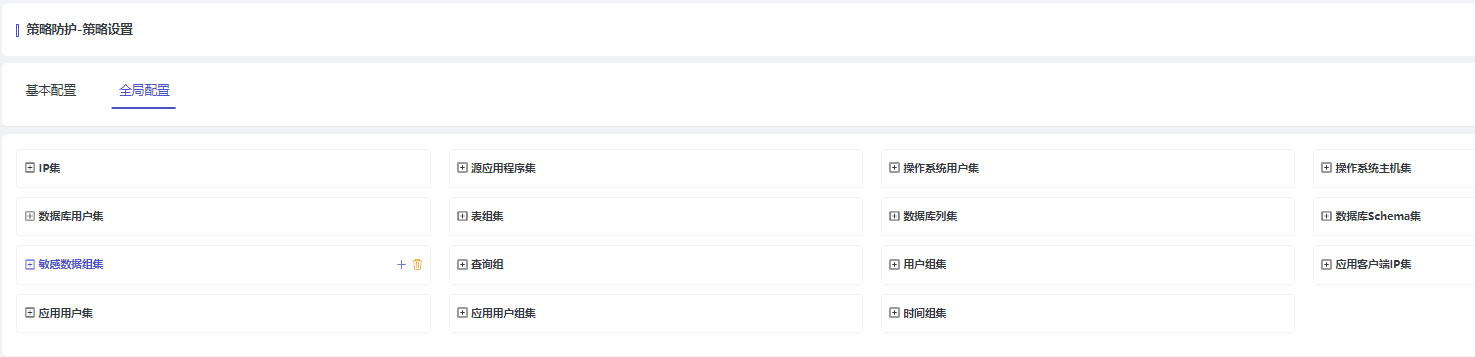 策略防护-策略设置
基本配置 全局配置
IP集 源应用程序集 操作系统用户集 操作系统主机集
数据库用户集 表组集 数据库列集 数据库Schema集
敏感数据组集 查询组 用户组集 应用客户端IP集
应用用户集 应用用户组集 时间组集